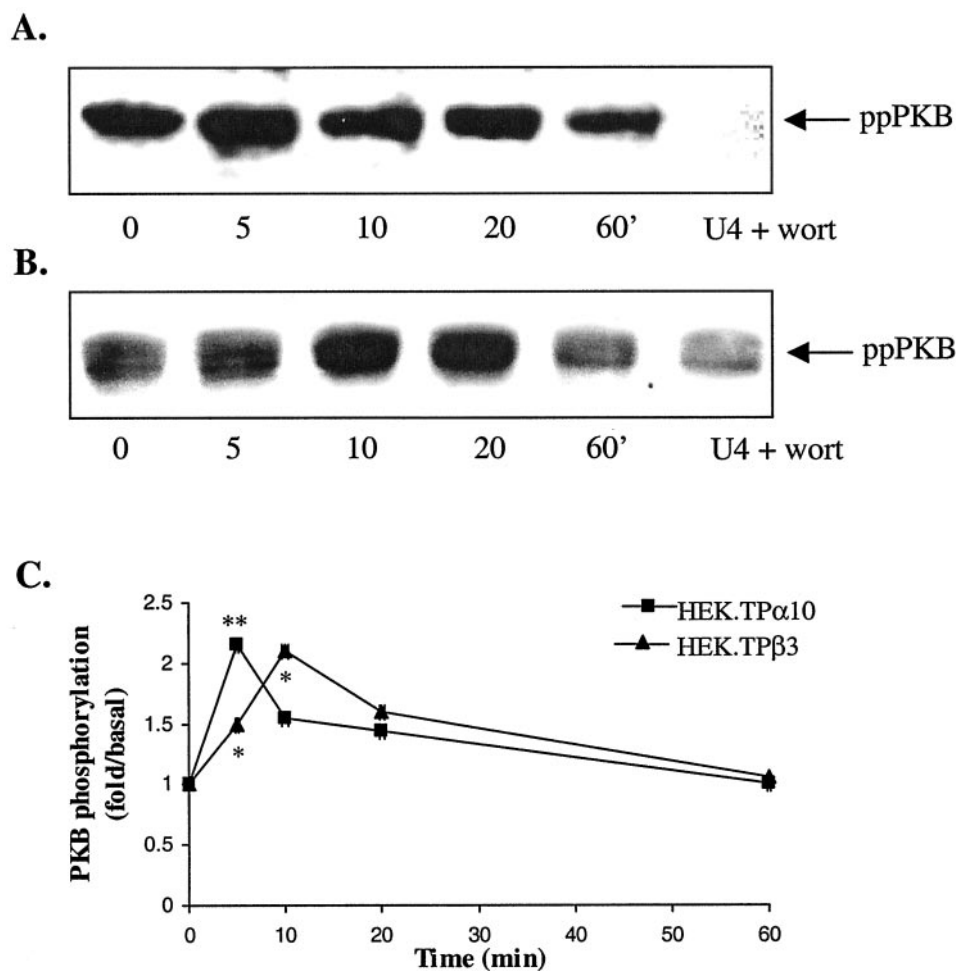 A.
ppPKB
0 5 10 20 60’ U4 + wort
B.
ppPKB
0 5 10 20 60’ U4 + wort
C.
PKB phosphorylation
(fold/basal)
2.5
2
1.5
1
0.5
0
**
*
*
HEK.TPα10
HEK.TPβ3
0 10 20 30 40 50 60
Time (min)